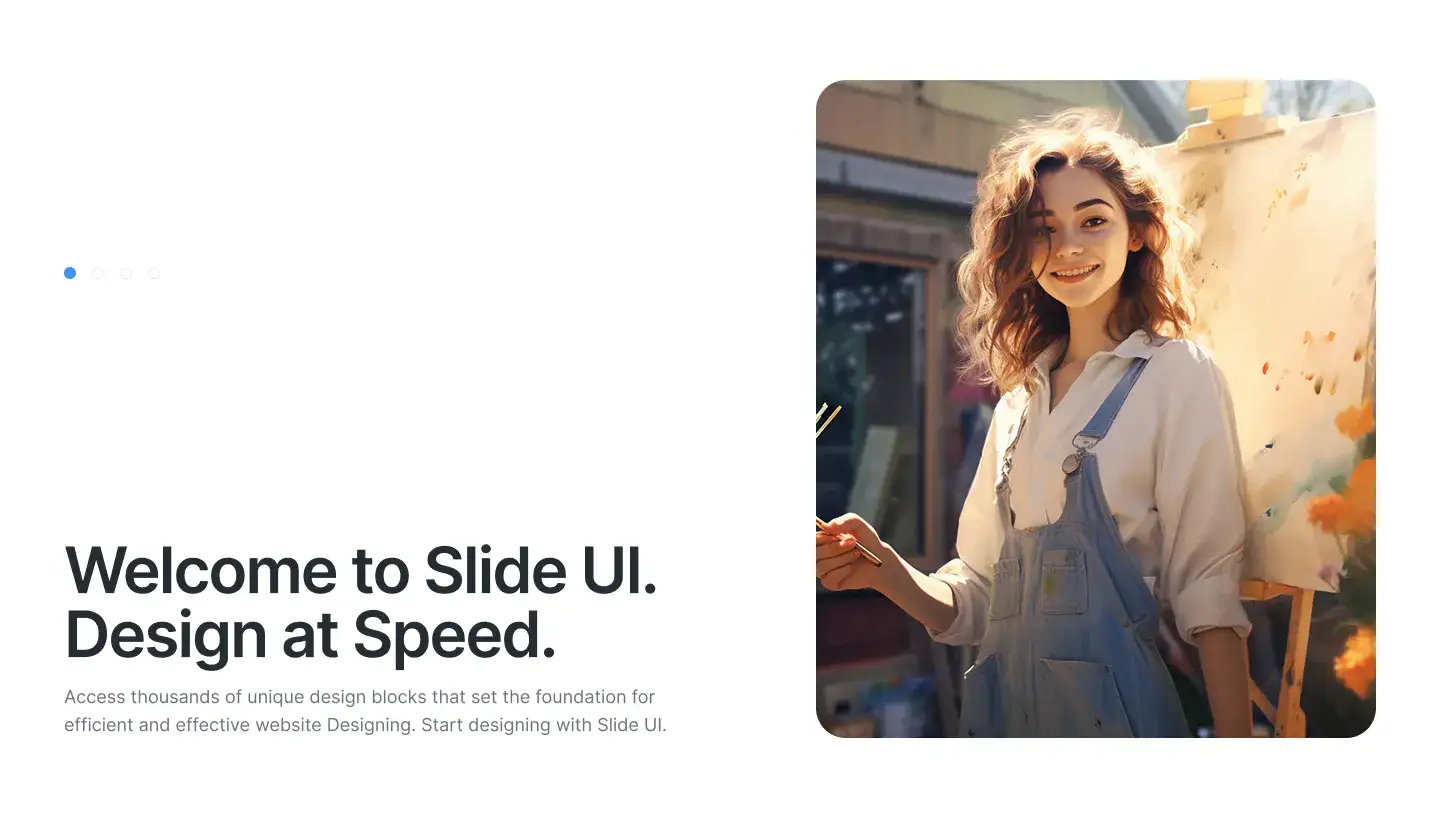 Welcome to Slide UI.
Design at Speed.
Access thousands of unique design blocks that set the foundation for
efficient and effective website Designing. Start designing with Slide UI.